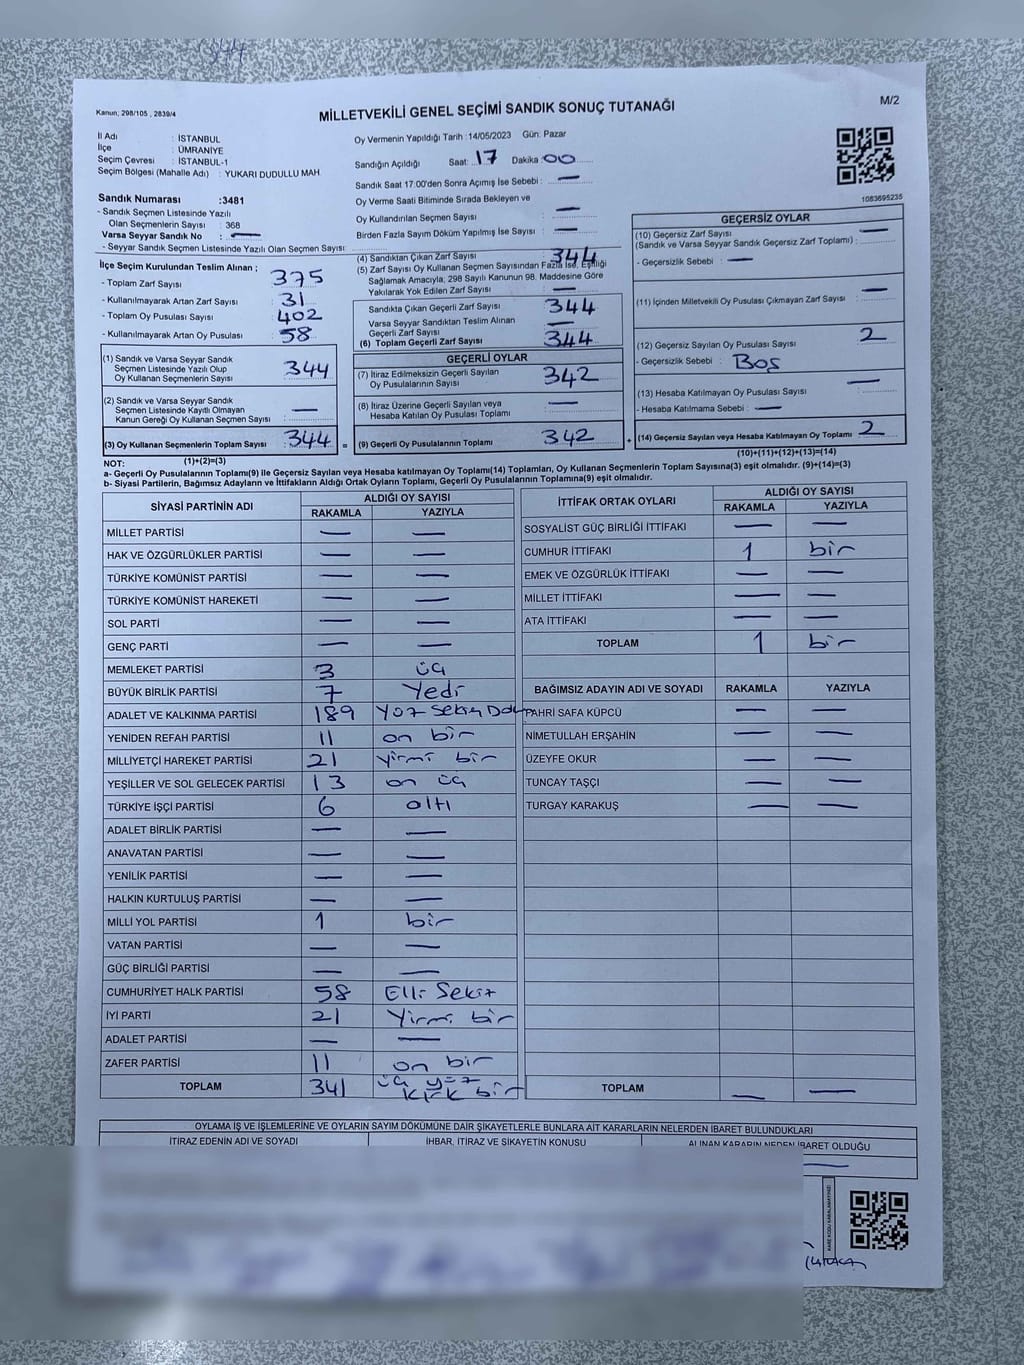 344
Kanun; 298/105 , 2839/4
MİLLETVEKİLİ GENEL SEÇİMİ SANDIK SONUÇ TUTANAĞI
M/2
İl Adı : İSTANBUL
İlçe : ÜMRANİYE
Seçim Çevresi : İSTANBUL-1
Seçim Bölgesi (Mahalle Adı) : YUKARI DUDULLU MAH.
Oy Vermenin Yapıldığı Tarih : 14/05/2023 Gün: Pazar
Sandığın Açıldığı Saat: 17 Dakika: 00
Sandık Saat 17:00'den Sonra Açımış İse Sebebi : —
Oy Verme Saati Bitiminde Sırada Bekleyen ve
Oy Kullandırılan Seçmen Sayısı —
Birden Fazla Sayım Döküm Yapılmış İse Sayısı : —
1083695235
Sandık Numarası :3481
- Sandık Seçmen Listesinde Yazılı
Olan Seçmenlerin Sayısı : 368
Varsa Seyyar Sandık No : —
- Seyyar Sandık Seçmen Listesinde Yazılı Olan Seçmen Sayısı:
İlçe Seçim Kurulundan Teslim Alınan ;
- Toplam Zarf Sayısı : 375
- Kullanılmayarak Artan Zarf Sayısı : 31
- Toplam Oy Pusulası Sayısı : 402
- Kullanılmayarak Artan Oy Pusulası : 58
(1) Sandık ve Varsa Seyyar Sandık
Seçmen Listesinde Yazılı Olup
Oy Kullanan Seçmenlerin Sayısı : 344
(2) Sandık ve Varsa Seyyar Sandık
Seçmen Listesinde Kayıtlı Olmayan
Kanun Gereği Oy Kullanan Seçmen Sayısı : —
(3) Oy Kullanan Seçmenlerin Toplam Sayısı : 344 =
(1)+(2)=(3)
(4) Sandıktan Çıkan Zarf Sayısı 344
(5) Zarf Sayısı Oy Kullanan Seçmen Sayısından Fazla İse, Eşitliği
Sağlamak Amacıyla; 298 Sayılı Kanunun 98. Maddesine Göre
Yakılarak Yok Edilen Zarf Sayısı : —
Sandıkta Çıkan Geçerli Zarf Sayısı 344
Varsa Seyyar Sandıktan Teslim Alınan
Geçerli Zarf Sayısı —
(6) Toplam Geçerli Zarf Sayısı : 344
GEÇERLİ OYLAR
(7) İtiraz Edilmeksizin Geçerli Sayılan
Oy Pusulalarının Sayısı : 342
(8) İtiraz Üzerine Geçerli Sayılan veya
Hesaba Katılan Oy Pusulası Toplamı : —
(9) Geçerli Oy Pusulalarının Toplamı : 342 +
GEÇERSİZ OYLAR
(10) Geçersiz Zarf Sayısı
(Sandık ve Varsa Seyyar Sandık Geçersiz Zarf Toplamı) : —
- Geçersizlik Sebebi : —
(11) İçinden Milletvekili Oy Pusulası Çıkmayan Zarf Sayısı : —
(12) Geçersiz Sayılan Oy Pusulası Sayısı : 2
- Geçersizlik Sebebi : Boş
(13) Hesaba Katılmayan Oy Pusulası Sayısı : —
- Hesaba Katılmama Sebebi : —
(14) Geçersiz Sayılan veya Hesaba Katılmayan Oy Toplamı : 2
(10)+(11)+(12)+(13)=(14)
NOT:
a- Geçerli Oy Pusulalarının Toplamı(9) ile Geçersiz Sayılan veya Hesaba katılmayan Oy Toplamı(14) Toplamları, Oy Kullanan Seçmenlerin Toplam Sayısına(3) eşit olmalıdır. (9)+(14)=(3)
b- Siyasi Partilerin, Bağımsız Adayların ve İttifakların Aldığı Ortak Oyların Toplamı, Geçerli Oy Pusulalarının Toplamına(9) eşit olmalıdır.
SİYASİ PARTİNİN ADI ALDIĞI OY SAYISI
RAKAMLA YAZIYLA
MİLLET PARTİSİ — —
HAK VE ÖZGÜRLÜKLER PARTİSİ — —
TÜRKİYE KOMÜNİST PARTİSİ — —
TÜRKİYE KOMÜNİST HAREKETİ — —
SOL PARTİ — —
GENÇ PARTİ — —
MEMLEKET PARTİSİ 3 üç
BÜYÜK BİRLİK PARTİSİ 7 Yedi
ADALET VE KALKINMA PARTİSİ 189 Yüz Seksen Dokuz
YENİDEN REFAH PARTİSİ 11 on bir
MİLLİYETÇİ HAREKET PARTİSİ 21 yirmi bir
YEŞİLLER VE SOL GELECEK PARTİSİ 13 on üç
TÜRKİYE İŞÇİ PARTİSİ 6 altı
ADALET BİRLİK PARTİSİ — —
ANAVATAN PARTİSİ — —
YENİLİK PARTİSİ — —
HALKIN KURTULUŞ PARTİSİ — —
MİLLİ YOL PARTİSİ 1 bir
VATAN PARTİSİ — —
GÜÇ BİRLİĞİ PARTİSİ — —
CUMHURİYET HALK PARTİSİ 58 Elli Sekiz
İYİ PARTİ 21 Yirmi bir
ADALET PARTİSİ — —
ZAFER PARTİSİ 11 on bir
TOPLAM 341 üç yüz kırk bir
İTTİFAK ORTAK OYLARI ALDIĞI OY SAYISI
RAKAMLA YAZIYLA
SOSYALİST GÜÇ BİRLİĞİ İTTİFAKI — —
CUMHUR İTTİFAKI 1 bir
EMEK VE ÖZGÜRLÜK İTTİFAKI — —
MİLLET İTTİFAKI — —
ATA İTTİFAKI — —
TOPLAM 1 bir
BAĞIMSIZ ADAYIN ADI VE SOYADI RAKAMLA YAZIYLA
FAHRİ SAFA KÜPCÜ — —
NİMETULLAH ERŞAHİN — —
ÜZEYFE OKUR — —
TUNCAY TAŞÇI — —
TURGAY KARAKUŞ — —
TOPLAM — —
OYLAMA İŞ VE İŞLEMLERİNE VE OYLARIN SAYIM DÖKÜMÜNE DAİR ŞİKAYETLERLE BUNLARA AİT KARARLARIN NELERDEN İBARET BULUNDUKLARI
İTİRAZ EDENİN ADI VE SOYADI İHBAR, İTİRAZ VE ŞİKAYETİN KONUSU ALINAN KARARIN NEDEN İBARET OLDUĞU
—
KARE KODU KARALAMAYINIZ!